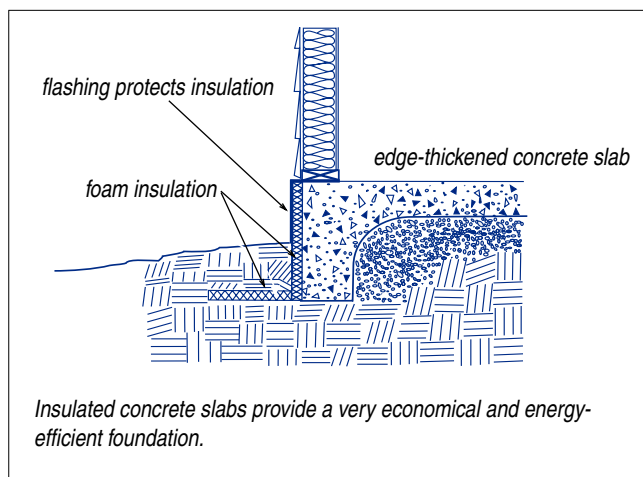 flashing protects insulation
edge-thickened concrete slab
foam insulation
Insulated concrete slabs provide a very economical and energy-
efficient foundation.